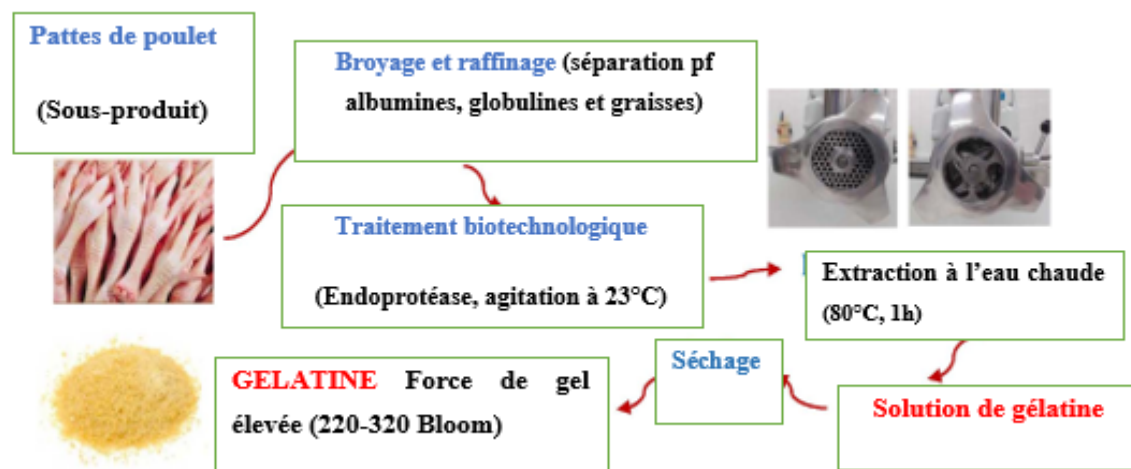 Pattes de poulet
(Sous-produit)
Broyage et raffinage (séparation pf
albumines, globulines et graisses)
Traitement biotechnologique
(Endoprotéase, agitation à 23°C)
Extraction à l’eau chaude
(80°C, 1h)
Solution de gélatine
Séchage
GELATINE Force de gel
élevée (220-320 Bloom)